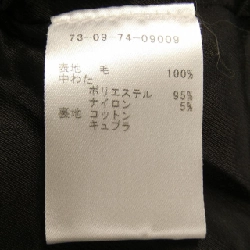 73-09-74-09009
表地 毛 100%
中わた
ポリエステル 95%
ナイロン 5%
裏地 コットン
キュプラ